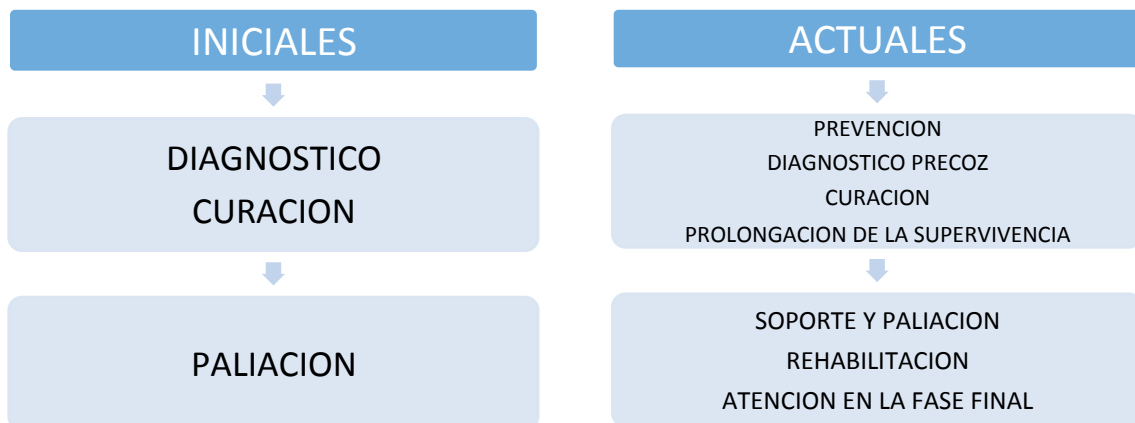 INICIALES
DIAGNOSTICO
CURACION
PALIACION
ACTUALES
PREVENCION
DIAGNOSTICO PRECOZ
CURACION
PROLONGACION DE LA SUPERVIVENCIA
SOPORTE Y PALIACION
REHABILITACION
ATENCION EN LA FASE FINAL